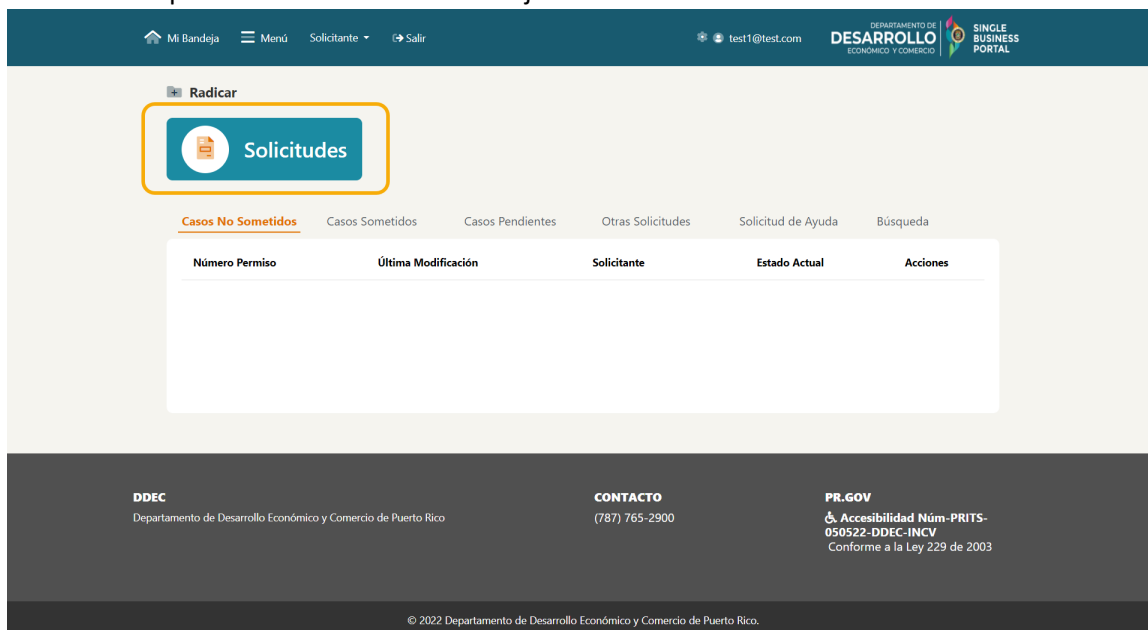 Mi Bandeja Menú Solicitante Salir test1@test.com
DEPARTAMENTO DE
DESARROLLO
ECONÓMICO Y COMERCIO
SINGLE
BUSINESS
PORTAL
Radicar
Solicitudes
Casos No Sometidos Casos Sometidos Casos Pendientes Otras Solicitudes Solicitud de Ayuda Búsqueda
Número Permiso Última Modificación Solicitante Estado Actual Acciones
DDEC
Departamento de Desarrollo Económico y Comercio de Puerto Rico
CONTACTO
(787) 765-2900
PR.GOV
Accesibilidad Núm-PRITS-
050522-DDEC-INCV
Conforme a la Ley 229 de 2003
© 2022 Departamento de Desarrollo Económico y Comercio de Puerto Rico.